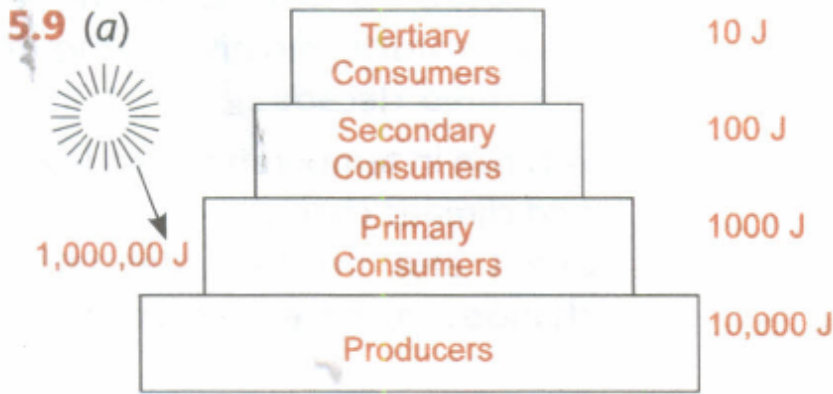 5.9 (a)
Tertiary
Consumers
10 J
Secondary
Consumers
100 J
1,000,00 J
Primary
Consumers
1000 J
Producers
10,000 J